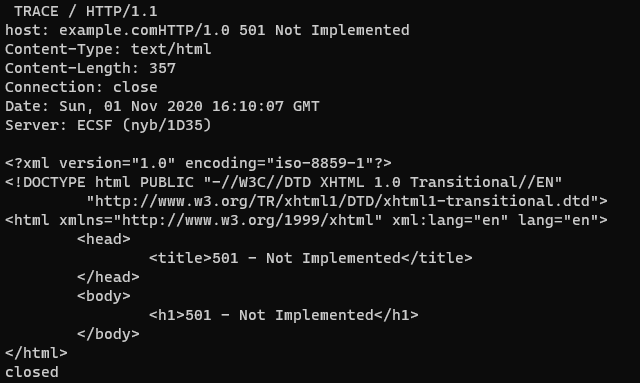 TRACE / HTTP/1.1
host: example.comHTTP/1.0 501 Not Implemented
Content-Type: text/html
Content-Length: 357
Connection: close
Date: Sun, 01 Nov 2020 16:10:07 GMT
Server: ECSF (nyb/1D35)

<?xml version="1.0" encoding="iso-8859-1"?>
<!DOCTYPE html PUBLIC "-//W3C//DTD XHTML 1.0 Transitional//EN"
         "http://www.w3.org/TR/xhtml1/DTD/xhtml1-transitional.dtd">
<html xmlns="http://www.w3.org/1999/xhtml" xml:lang="en" lang="en">
        <head>
                <title>501 - Not Implemented</title>
        </head>
        <body>
                <h1>501 - Not Implemented</h1>
        </body>
</html>
closed